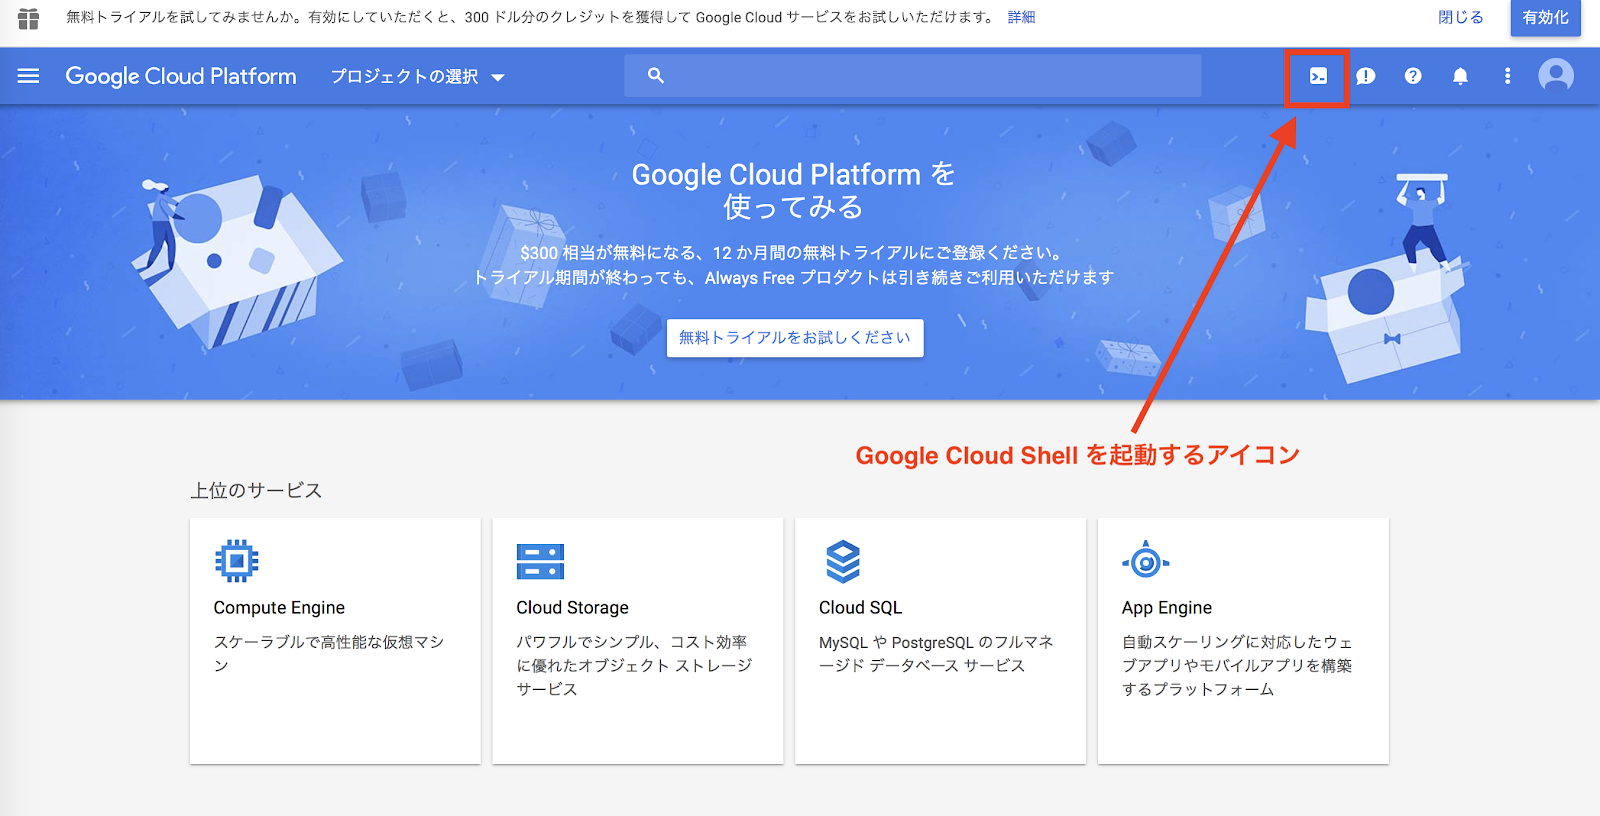 無料トライアルを試してみませんか。有効にしていただくと、300 ドル分のクレジットを獲得して Google Cloud サービスをお試しいただけます。 詳細 閉じる 有効化
Google Cloud Platform プロジェクトの選択
Google Cloud Platform を
使ってみる
$300 相当が無料になる、12 か月間の無料トライアルにご登録ください。
トライアル期間が終わっても、Always Free プロダクトは引き続きご利用いただけます
無料トライアルをお試しください
Google Cloud Shell を起動するアイコン
上位のサービス
Compute Engine
スケーラブルで高性能な仮想マシ
ン
Cloud Storage
パワフルでシンプル、コスト効率
に優れたオブジェクト ストレージ
サービス
Cloud SQL
MySQL や PostgreSQL のフルマネ
ージド データベース サービス
App Engine
自動スケーリングに対応したウェ
ブアプリやモバイルアプリを構築
するプラットフォーム